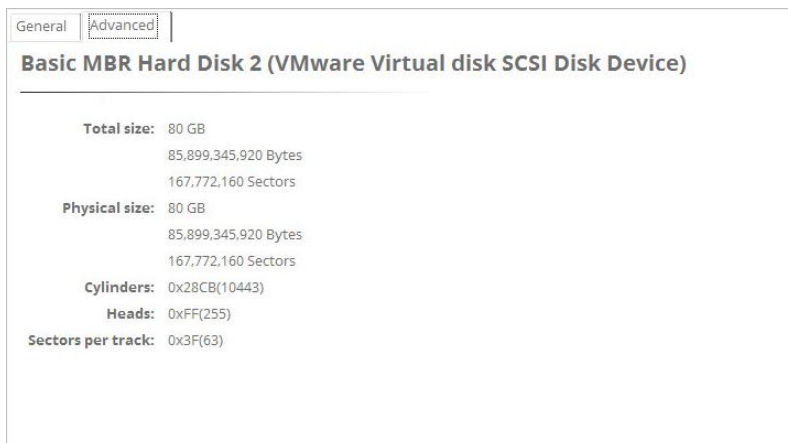 General Advanced
Basic MBR Hard Disk 2 (VMware Virtual disk SCSI Disk Device)
Total size: 80 GB
85,899,345,920 Bytes
167,772,160 Sectors
Physical size: 80 GB
85,899,345,920 Bytes
167,772,160 Sectors
Cylinders: 0x28CB(10443)
Heads: 0xFF(255)
Sectors per track: 0x3F(63)